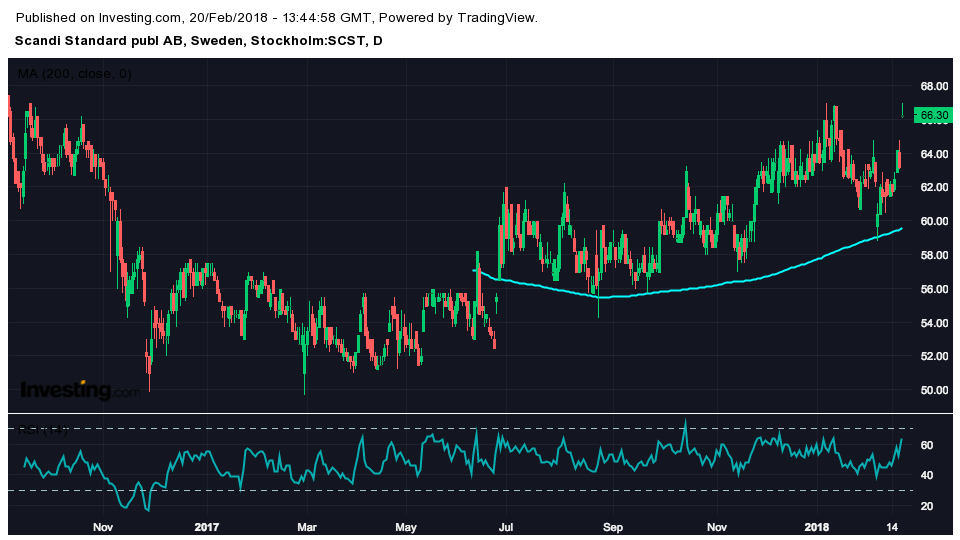 Published on Investing.com, 20/Feb/2018 - 13:44:58 GMT, Powered by TradingView.
Scandi Standard publ AB, Sweden, Stockholm:SCST, D
MA (200, close, 0)
68.00
66.30
64.00
62.00
60.00
58.00
56.00
54.00
52.00
50.00
Investing.com
RSI
60
40
20
Nov 2017 Mar May Jul Sep Nov 2018 14